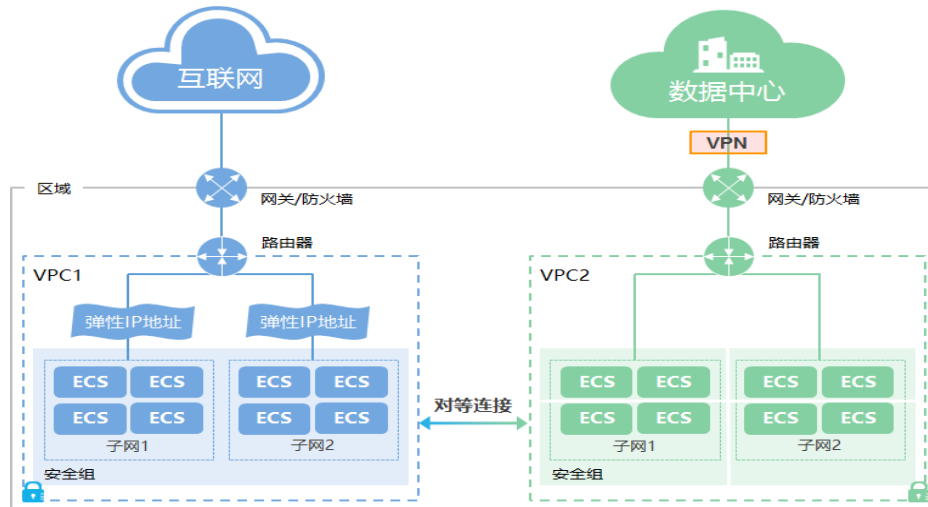 互联网
数据中心
VPN
区域
网关/防火墙
网关/防火墙
路由器
路由器
VPC1
VPC2
弹性IP地址
弹性IP地址
ECS ECS
ECS ECS
子网1
ECS ECS
ECS ECS
子网2
安全组
对等连接
ECS ECS
ECS ECS
子网1
ECS ECS
ECS ECS
子网2
安全组